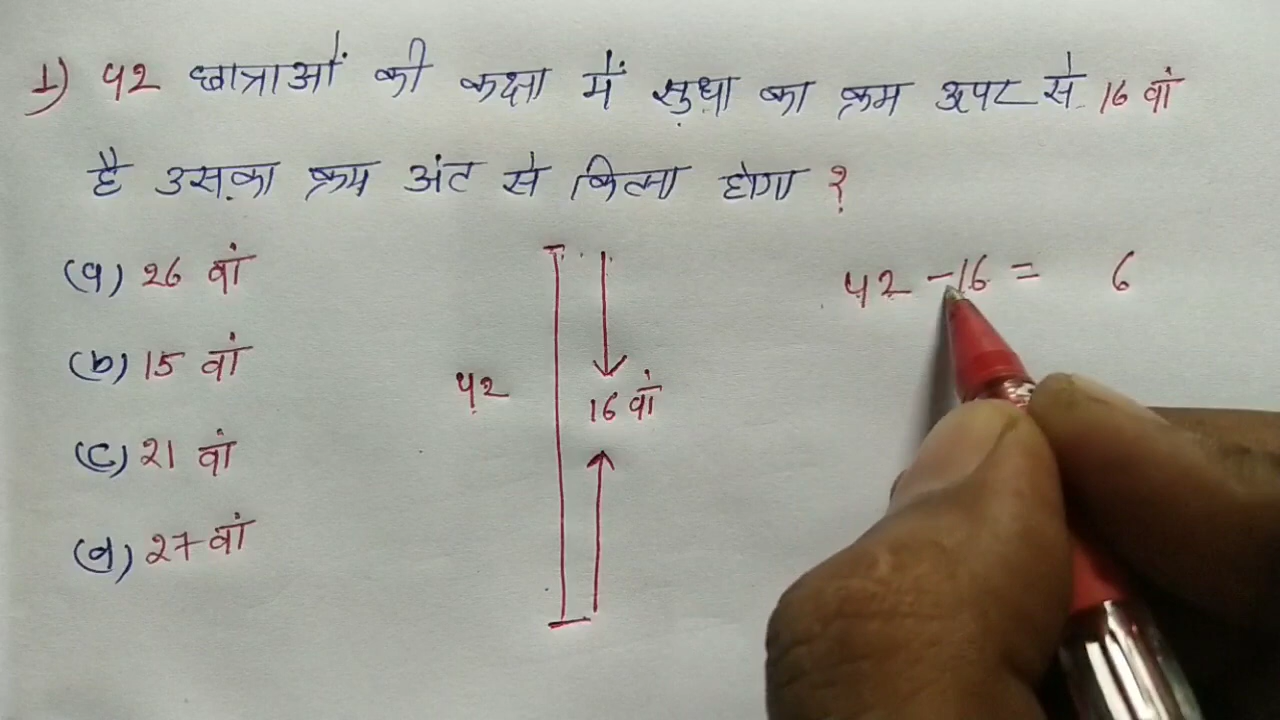 1) 42 छात्राओं की कक्षा में सुधा का क्रम ऊपर से 16 वां
है उसका क्रम अंत से कितना होगा ?
(a) 26 वां
42 -16 = 6
(b) 15 वां
42
16 वां
(c) 21 वां
(d) 27 वां